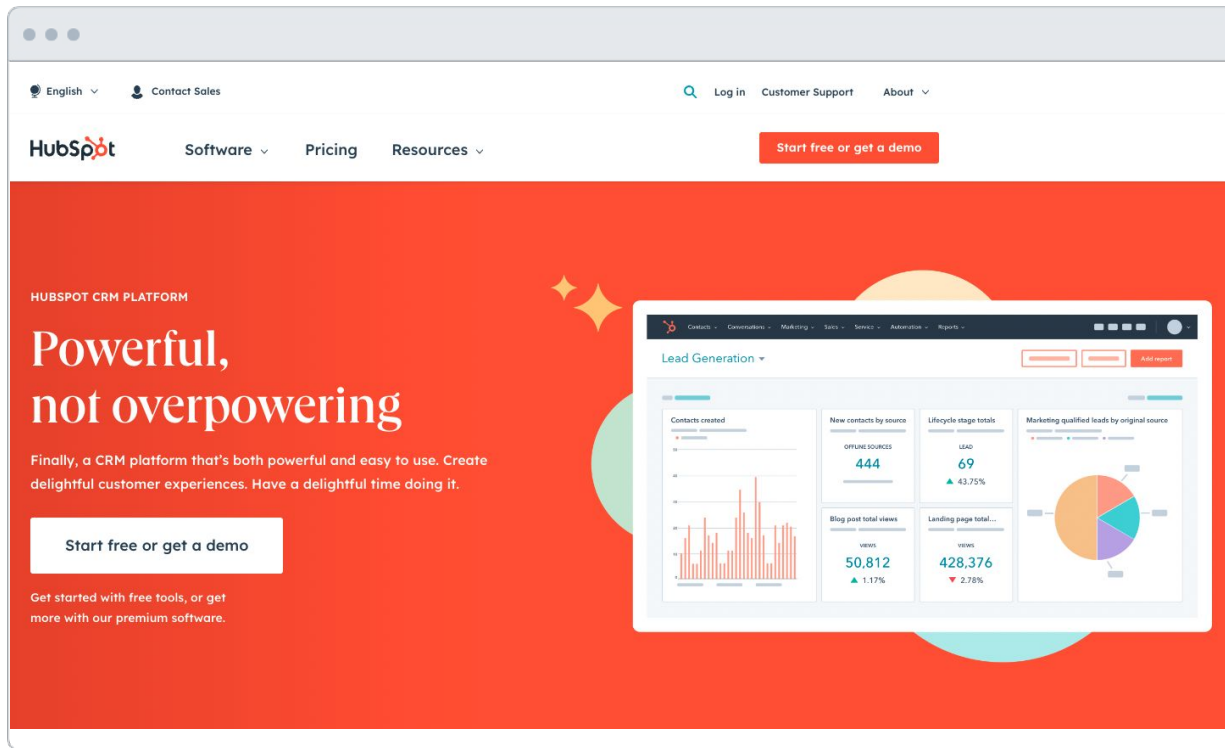 English
Contact Sales
Log in
Customer Support
About
HubSpot
Software
Pricing
Resources
Start free or get a demo
HUBSPOT CRM PLATFORM
Powerful,
not overpowering
Finally, a CRM platform that's both powerful and easy to use. Create
delightful customer experiences. Have a delightful time doing it.
Start free or get a demo
Get started with free tools, or get
more with our premium software.
Contacts Conversations Marketing Sales Service Automation Reports
Lead Generation
Add report
Contacts created
New contacts by source
OFFLINE SOURCES
444
Lifecycle stage totals
LEAD
69
43.75%
Marketing qualified leads by original source
Blog post total views
VIEWS
50,812
1.17%
Landing page total...
VIEWS
428,376
2.78%